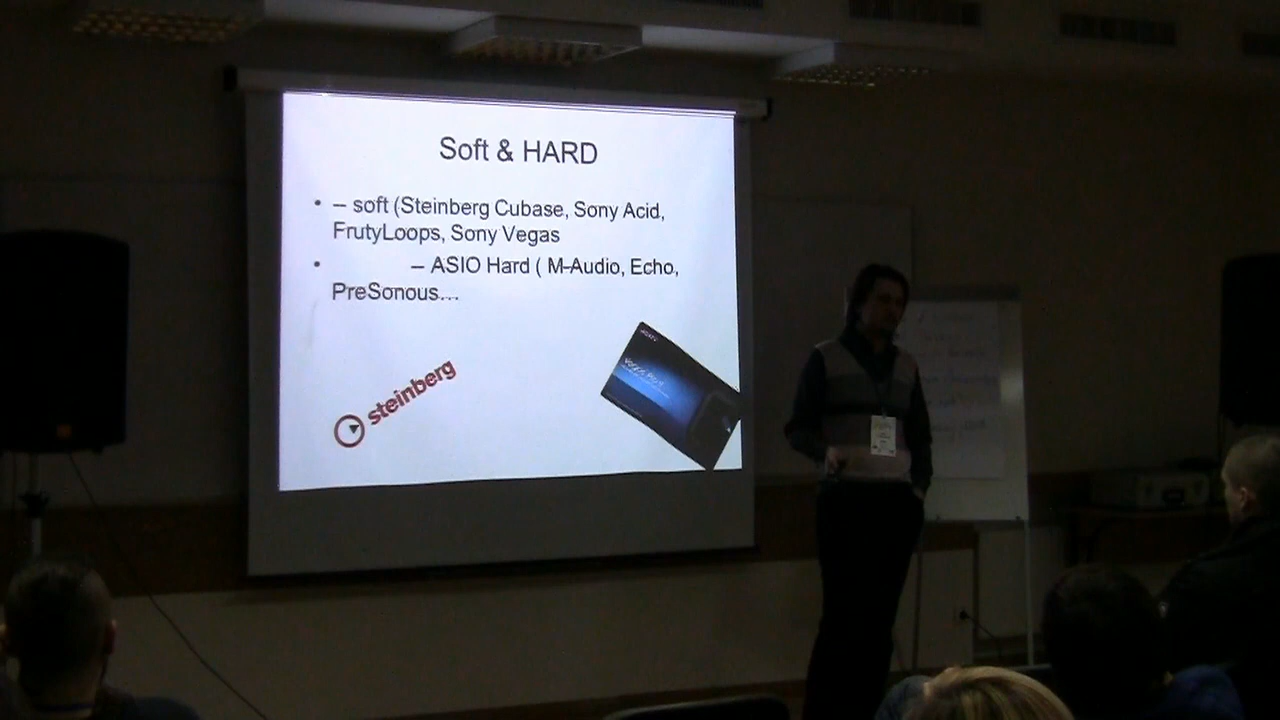 Soft & HARD
• – soft (Steinberg Cubase, Sony Acid,
FrutyLoops, Sony Vegas
• – ASIO Hard ( M-Audio, Echo,
PreSonous...
steinberg